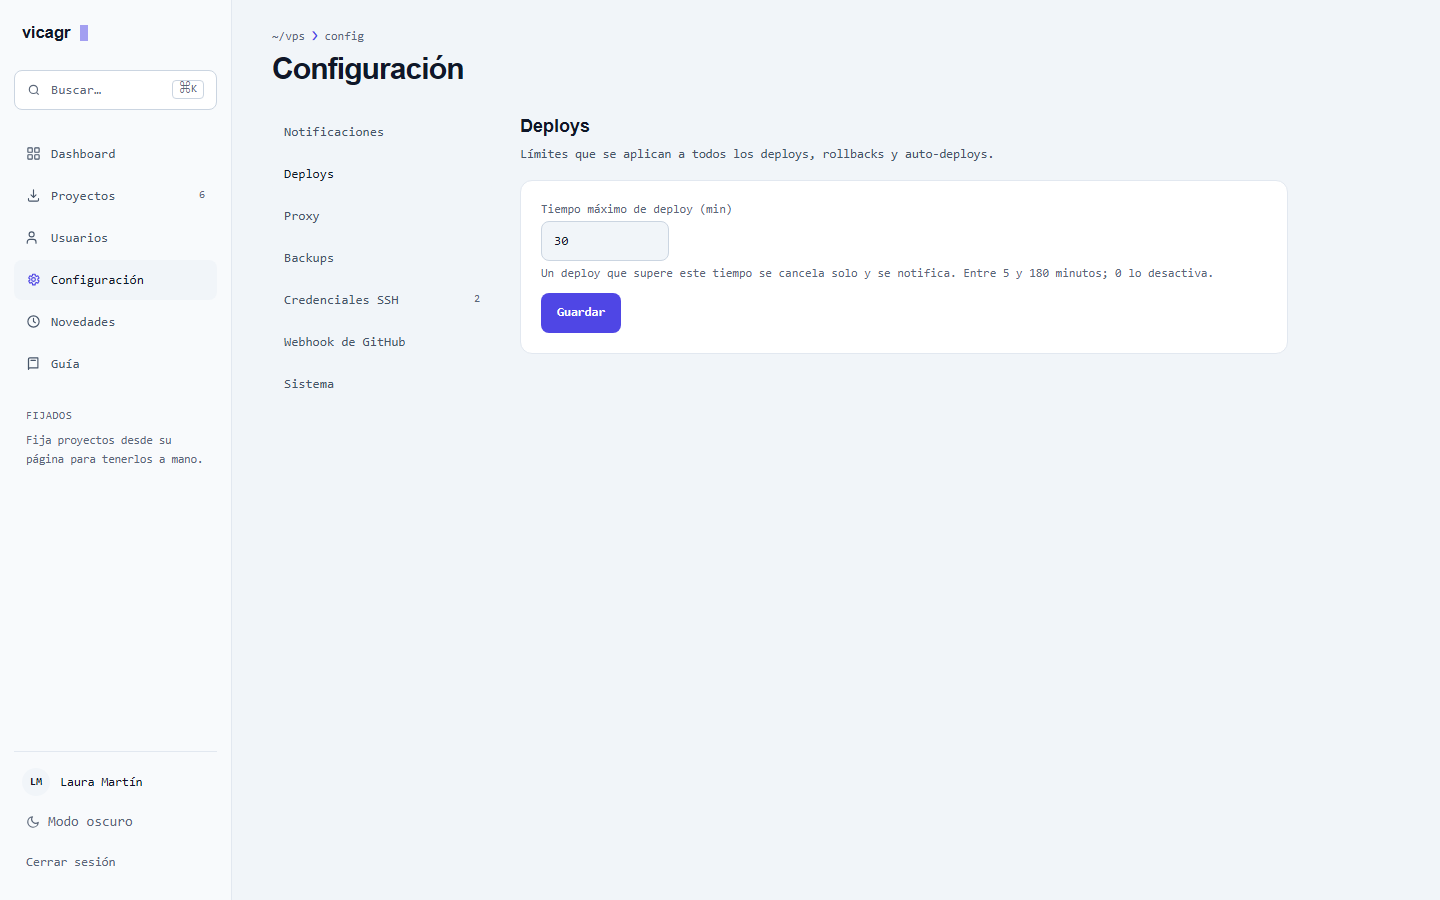 vicagr
Buscar…
⌘K
Dashboard
Proyectos 6
Usuarios
Configuración
Novedades
Guía
FIJADOS
Fija proyectos desde su
página para tenerlos a mano.
LM Laura Martín
Modo oscuro
Cerrar sesión
~/vps ❯ config
Configuración
Notificaciones
Deploys
Proxy
Backups
Credenciales SSH 2
Webhook de GitHub
Sistema
Deploys
Límites que se aplican a todos los deploys, rollbacks y auto-deploys.
Tiempo máximo de deploy (min)
30
Un deploy que supere este tiempo se cancela solo y se notifica. Entre 5 y 180 minutos; 0 lo desactiva.
Guardar